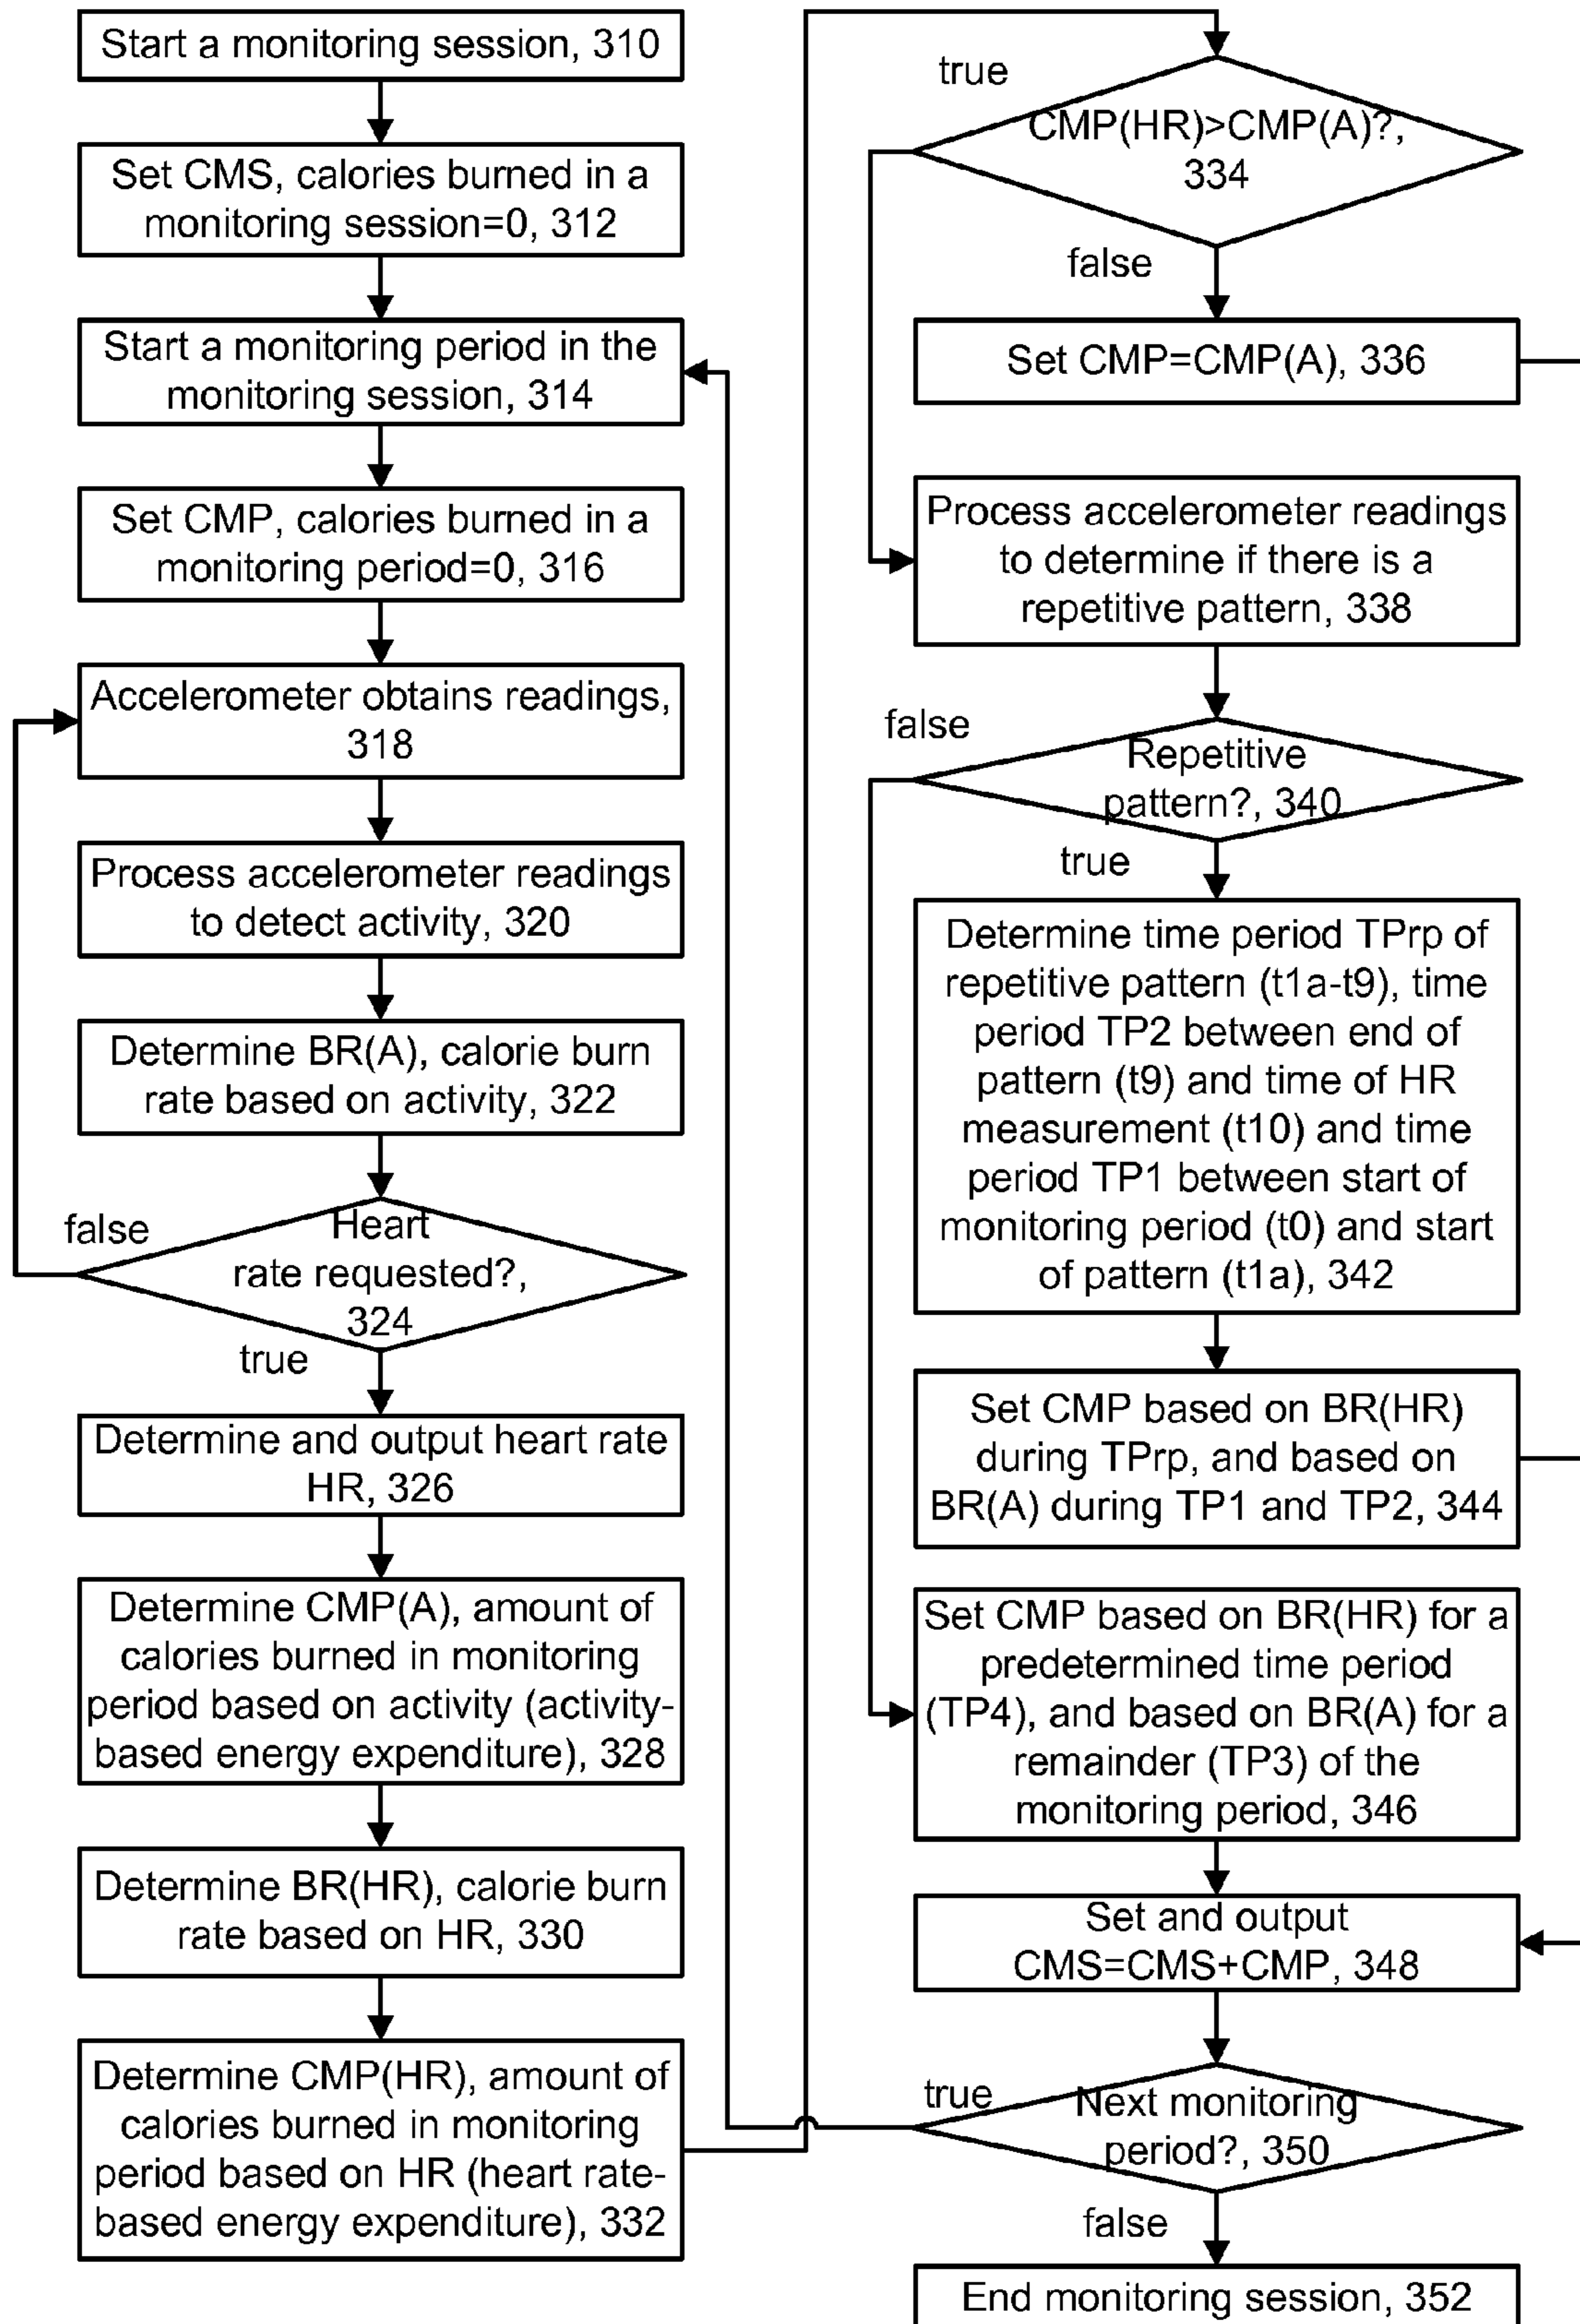 Start a monitoring session, 310
Set CMS, calories burned in a
monitoring session=0, 312
Start a monitoring period in the
monitoring session, 314
Set CMP, calories burned in a
monitoring period=0, 316
Accelerometer obtains readings,
318
Process accelerometer readings
to detect activity, 320
Determine BR(A), calorie burn
rate based on activity, 322
false
Heart
rate requested?,
324
true
Determine and output heart rate
HR, 326
Determine CMP(A), amount of
calories burned in monitoring
period based on activity (activity-
based energy expenditure), 328
Determine BR(HR), calorie burn
rate based on HR, 330
Determine CMP(HR), amount of
calories burned in monitoring
period based on HR (heart rate-
based energy expenditure), 332
true
CMP(HR)>CMP(A)?,
334
false
Set CMP=CMP(A), 336
Process accelerometer readings
to determine if there is a
repetitive pattern, 338
false
Repetitive
pattern?, 340
true
Determine time period TPrp of
repetitive pattern (t1a-t9), time
period TP2 between end of
pattern (t9) and time of HR
measurement (t10) and time
period TP1 between start of
monitoring period (t0) and start
of pattern (t1a), 342
Set CMP based on BR(HR)
during TPrp, and based on
BR(A) during TP1 and TP2, 344
Set CMP based on BR(HR) for a
predetermined time period
(TP4), and based on BR(A) for a
remainder (TP3) of the
monitoring period, 346
Set and output
CMS=CMS+CMP, 348
true
Next monitoring
period?, 350
false
End monitoring session, 352